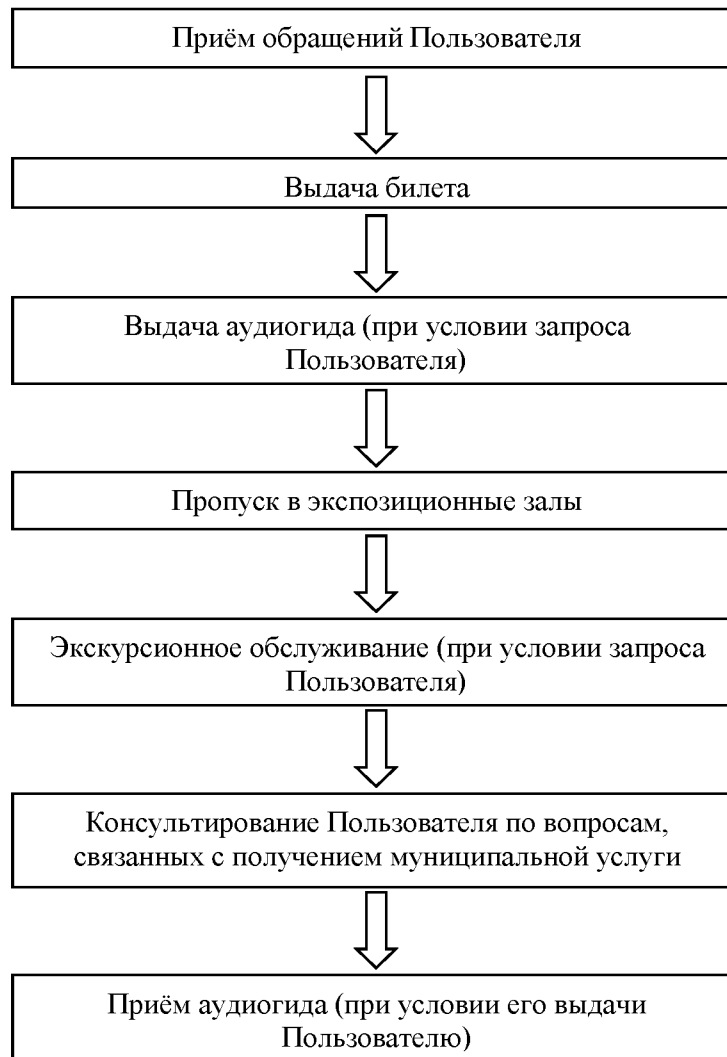 Приём обращений Пользователя
Выдача билета
Выдача аудиогида (при условии запроса
Пользователя)
Пропуск в экспозиционные залы
Экскурсионное обслуживание (при условии запроса
Пользователя)
Консультирование Пользователя по вопросам,
связанных с получением муниципальной услуги
Приём аудиогида (при условии его выдачи
Пользователю)